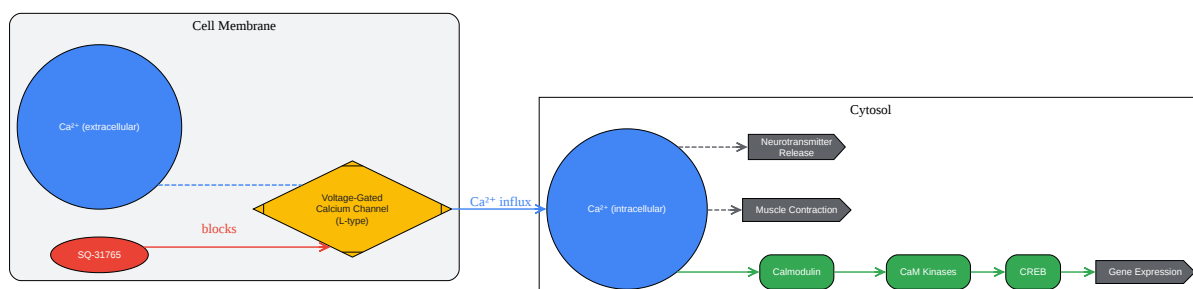 Cell Membrane
Ca²⁺ (extracellular)
Voltage-Gated
Calcium Channel
(L-type)
blocks
SQ-31765
Ca²⁺ influx
Cytosol
Ca²⁺ (intracellular)
Neurotransmitter
Release
Muscle Contraction
Calmodulin
CaM Kinases
CREB
Gene Expression